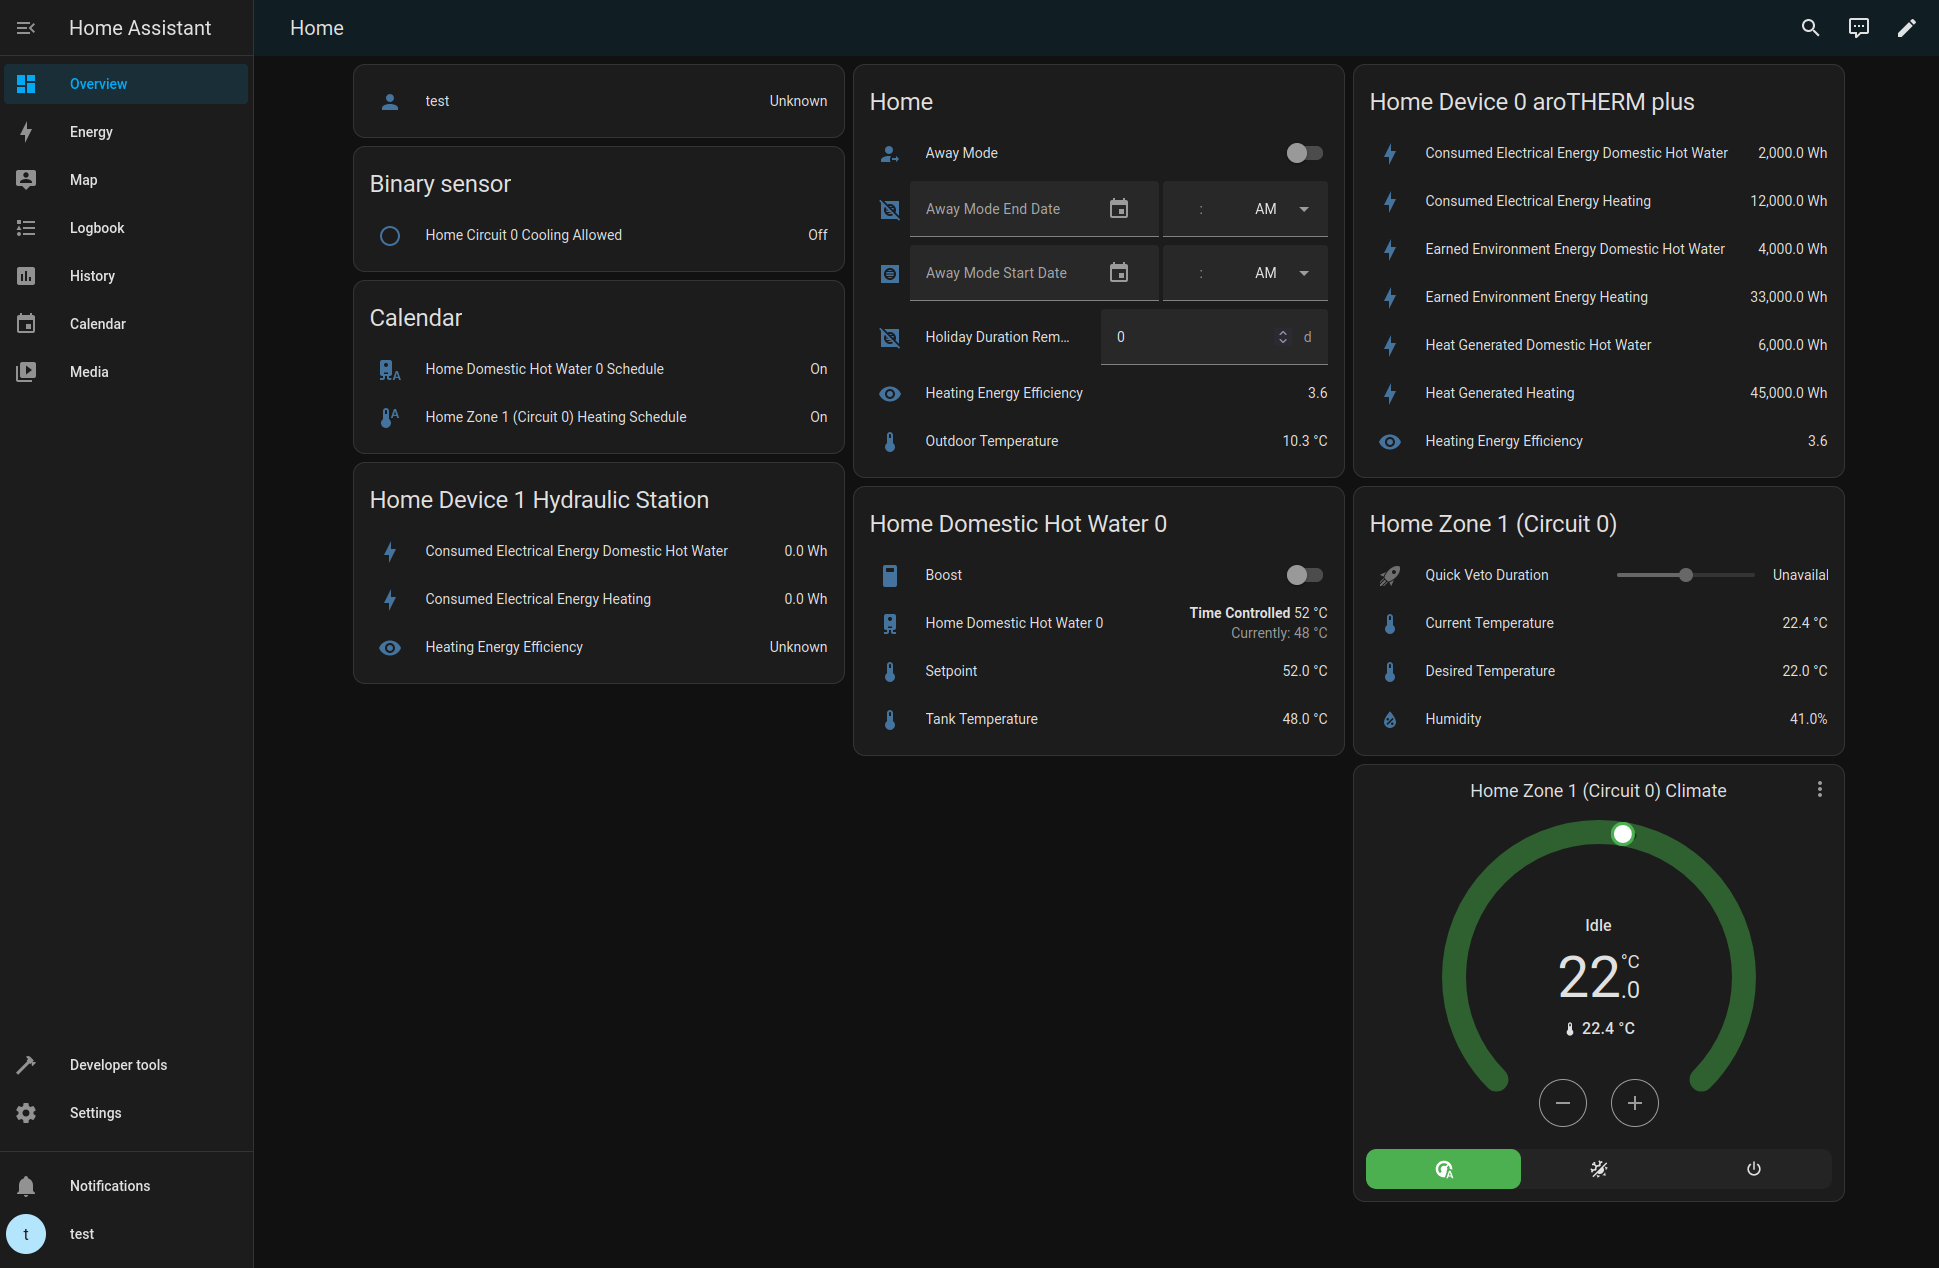 Home Assistant
Overview
Energy
Map
Logbook
History
Calendar
Media
Developer tools
Settings
Notifications
t
test
Home
test Unknown
Binary sensor
Home Circuit 0 Cooling Allowed Off
Calendar
Home Domestic Hot Water 0 Schedule On
Home Zone 1 (Circuit 0) Heating Schedule On
Home Device 1 Hydraulic Station
Consumed Electrical Energy Domestic Hot Water 0.0 Wh
Consumed Electrical Energy Heating 0.0 Wh
Heating Energy Efficiency Unknown
Home
Away Mode
Away Mode End Date : AM
Away Mode Start Date : AM
Holiday Duration Rem... 0 d
Heating Energy Efficiency 3.6
Outdoor Temperature 10.3 °C
Home Domestic Hot Water 0
Boost
Home Domestic Hot Water 0 Time Controlled 52 °C
Currently: 48 °C
Setpoint 52.0 °C
Tank Temperature 48.0 °C
Home Device 0 aroTHERM plus
Consumed Electrical Energy Domestic Hot Water 2,000.0 Wh
Consumed Electrical Energy Heating 12,000.0 Wh
Earned Environment Energy Domestic Hot Water 4,000.0 Wh
Earned Environment Energy Heating 33,000.0 Wh
Heat Generated Domestic Hot Water 6,000.0 Wh
Heat Generated Heating 45,000.0 Wh
Heating Energy Efficiency 3.6
Home Zone 1 (Circuit 0)
Quick Veto Duration Unavail
Current Temperature 22.4 °C
Desired Temperature 22.0 °C
Humidity 41.0%
Home Zone 1 (Circuit 0) Climate
Idle
22.0 °C
22.4 °C